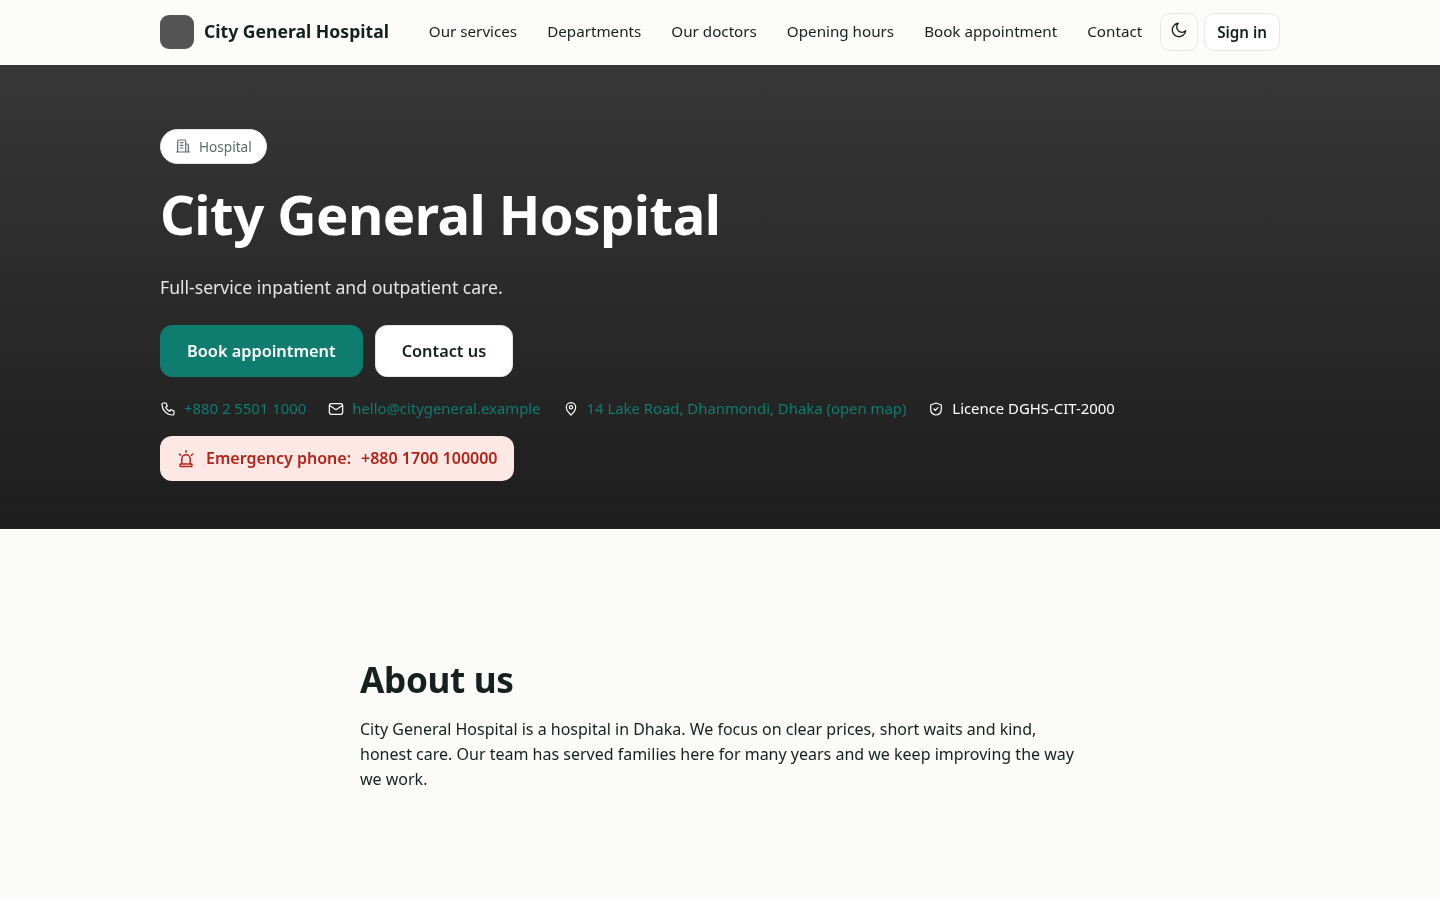 City General Hospital
Our services
Departments
Our doctors
Opening hours
Book appointment
Contact
Sign in
Hospital
City General Hospital
Full-service inpatient and outpatient care.
Book appointment
Contact us
+880 2 5501 1000
hello@citygeneral.example
14 Lake Road, Dhanmondi, Dhaka (open map)
Licence DGHS-CIT-2000
Emergency phone: +880 1700 100000
About us
City General Hospital is a hospital in Dhaka. We focus on clear prices, short waits and kind,
honest care. Our team has served families here for many years and we keep improving the way
we work.